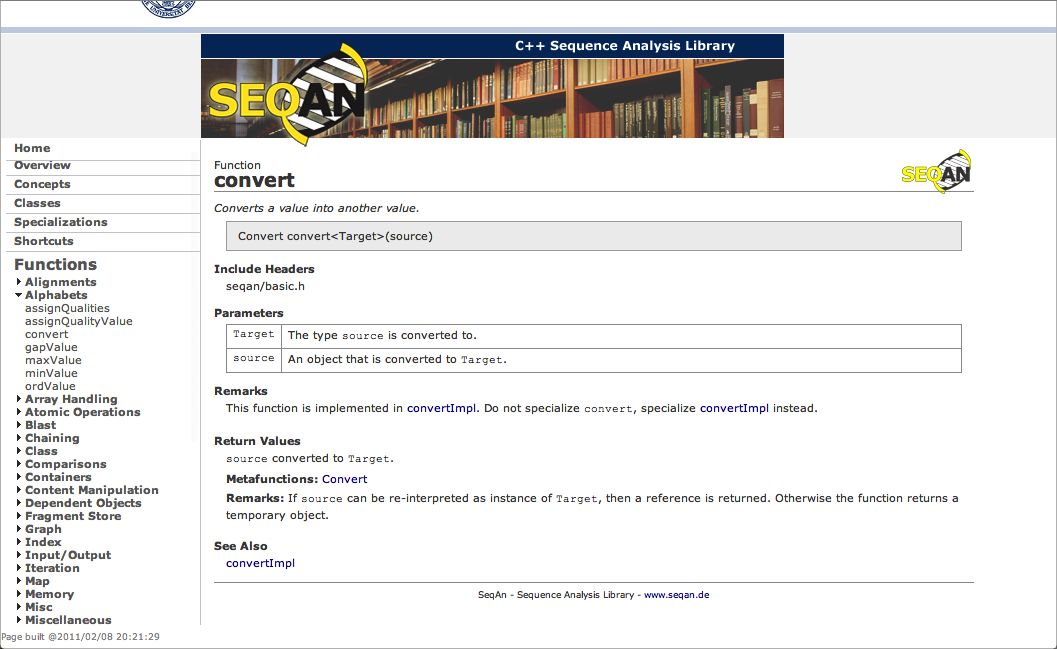 C++ Sequence Analysis Library
SEQAN
Home
Overview
Concepts
Classes
Specializations
Shortcuts
Functions
Alignments
Alphabets
assignQualities
assignQualityValue
convert
gapValue
maxValue
minValue
ordValue
Array Handling
Atomic Operations
Blast
Chaining
Class
Comparisons
Containers
Content Manipulation
Dependent Objects
Fragment Store
Graph
Index
Input/Output
Iteration
Map
Memory
Misc
Miscellaneous
Page built @2011/02/08 20:21:29
Function
convert
SEQAN
Converts a value into another value.
Convert convert<Target>(source)
Include Headers
seqan/basic.h
Parameters
Target The type source is converted to.
source An object that is converted to Target.
Remarks
This function is implemented in convertImpl. Do not specialize convert, specialize convertImpl instead.
Return Values
source converted to Target.
Metafunctions: Convert
Remarks: If source can be re-interpreted as instance of Target, then a reference is returned. Otherwise the function returns a
temporary object.
See Also
convertImpl
SeqAn - Sequence Analysis Library - www.seqan.de